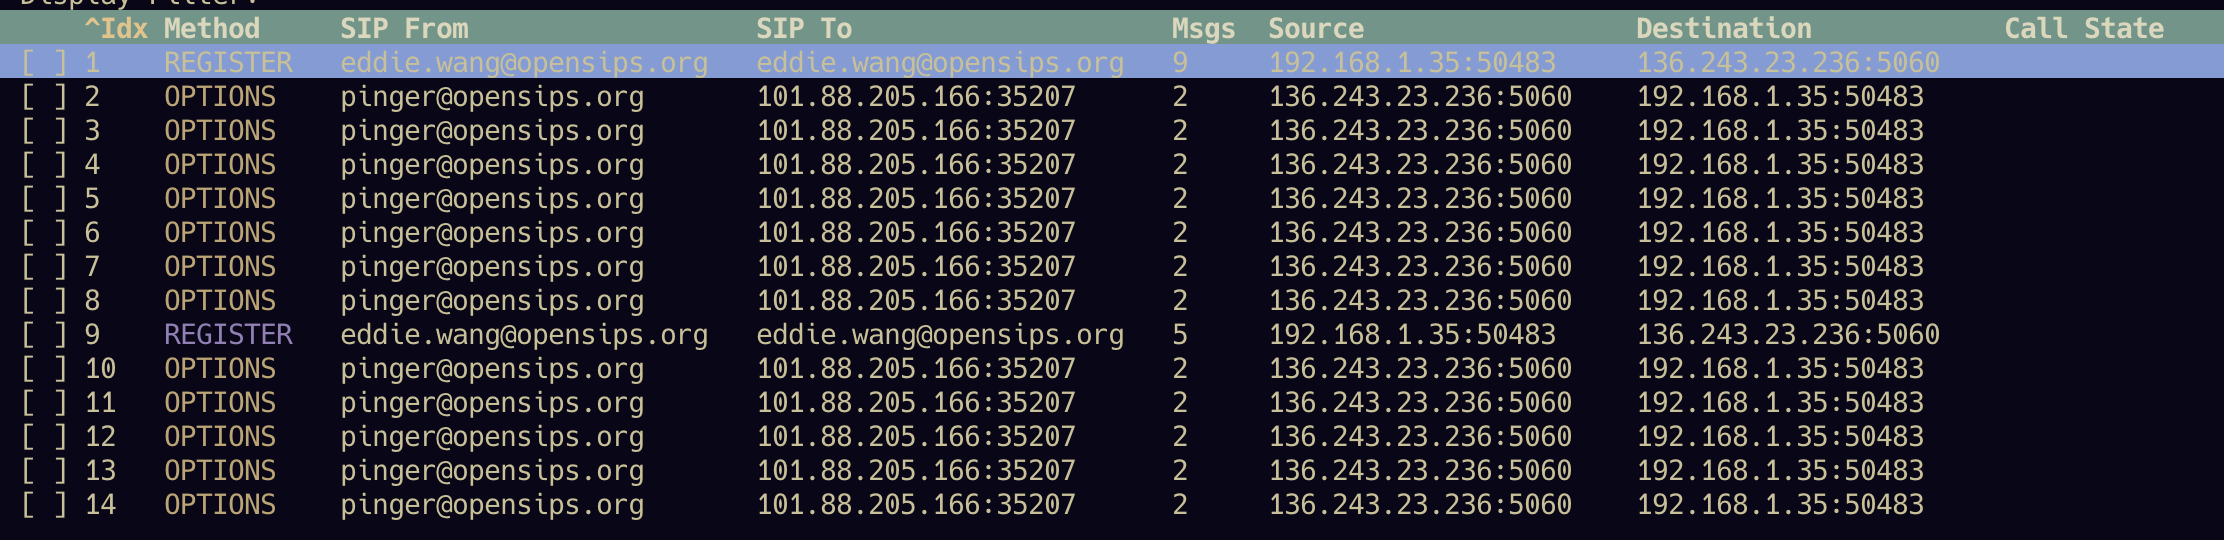 Display Filter:
^Idx Method SIP From SIP To Msgs Source Destination Call State
[ ] 1 REGISTER eddie.wang@opensips.org eddie.wang@opensips.org 9 192.168.1.35:50483 136.243.23.236:5060
[ ] 2 OPTIONS pinger@opensips.org 101.88.205.166:35207 2 136.243.23.236:5060 192.168.1.35:50483
[ ] 3 OPTIONS pinger@opensips.org 101.88.205.166:35207 2 136.243.23.236:5060 192.168.1.35:50483
[ ] 4 OPTIONS pinger@opensips.org 101.88.205.166:35207 2 136.243.23.236:5060 192.168.1.35:50483
[ ] 5 OPTIONS pinger@opensips.org 101.88.205.166:35207 2 136.243.23.236:5060 192.168.1.35:50483
[ ] 6 OPTIONS pinger@opensips.org 101.88.205.166:35207 2 136.243.23.236:5060 192.168.1.35:50483
[ ] 7 OPTIONS pinger@opensips.org 101.88.205.166:35207 2 136.243.23.236:5060 192.168.1.35:50483
[ ] 8 OPTIONS pinger@opensips.org 101.88.205.166:35207 2 136.243.23.236:5060 192.168.1.35:50483
[ ] 9 REGISTER eddie.wang@opensips.org eddie.wang@opensips.org 5 192.168.1.35:50483 136.243.23.236:5060
[ ] 10 OPTIONS pinger@opensips.org 101.88.205.166:35207 2 136.243.23.236:5060 192.168.1.35:50483
[ ] 11 OPTIONS pinger@opensips.org 101.88.205.166:35207 2 136.243.23.236:5060 192.168.1.35:50483
[ ] 12 OPTIONS pinger@opensips.org 101.88.205.166:35207 2 136.243.23.236:5060 192.168.1.35:50483
[ ] 13 OPTIONS pinger@opensips.org 101.88.205.166:35207 2 136.243.23.236:5060 192.168.1.35:50483
[ ] 14 OPTIONS pinger@opensips.org 101.88.205.166:35207 2 136.243.23.236:5060 192.168.1.35:50483